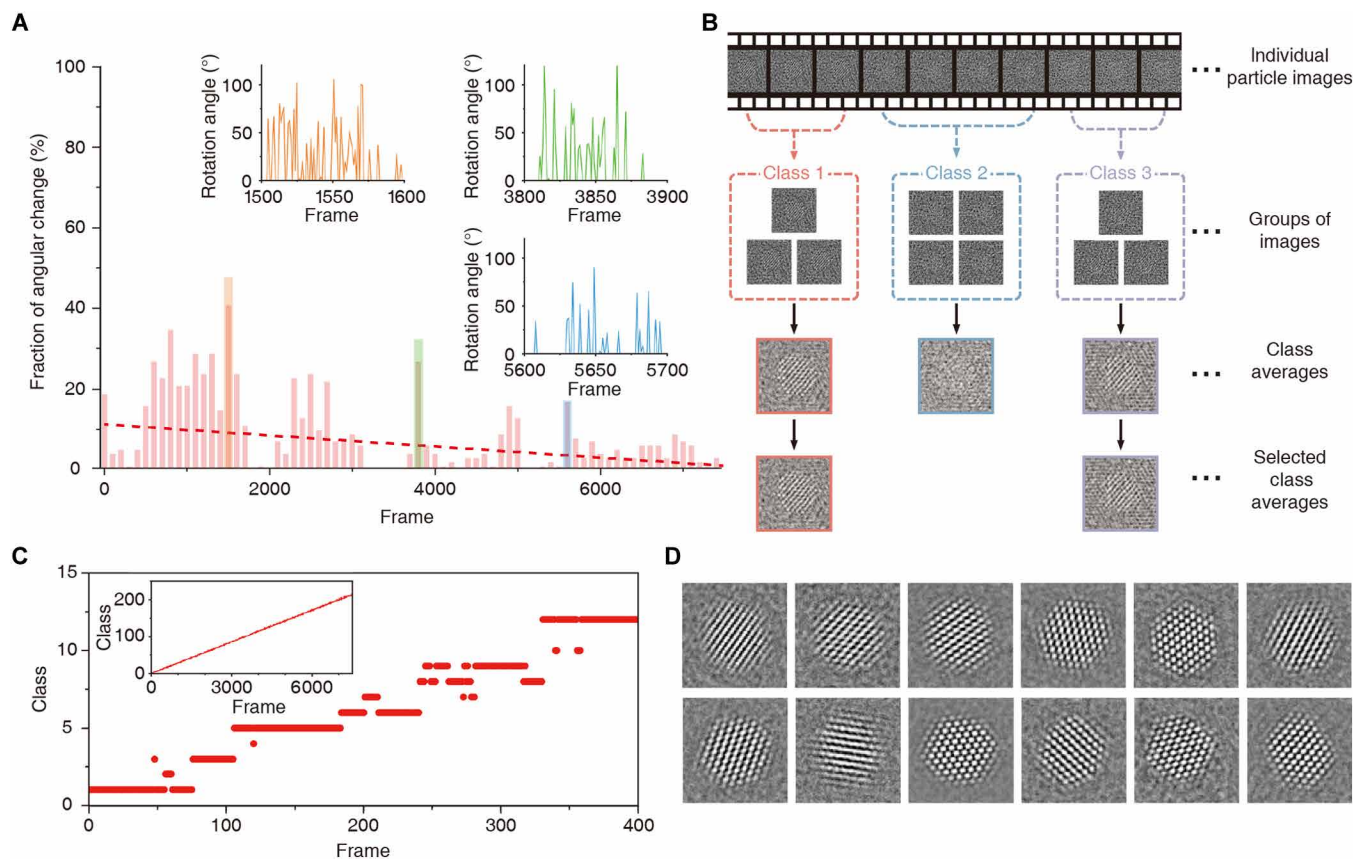 A
Fraction of angular change (%)
100
80
60
40
20
0
0
2000
4000
6000
Frame
Rotation angle (°)
100
50
0
1500
1550
1600
Frame
Rotation angle (°)
100
50
0
3800
3850
3900
Frame
Rotation angle (°)
100
50
0
5600
5650
5700
Frame
B
Individual
particle images
Class 1
Class 2
Class 3
Groups of
images
Class
averages
Selected
class
averages
C
Class
15
10
5
0
0
100
200
300
400
Frame
Class
200
100
0
0
3000
6000
Frame
D